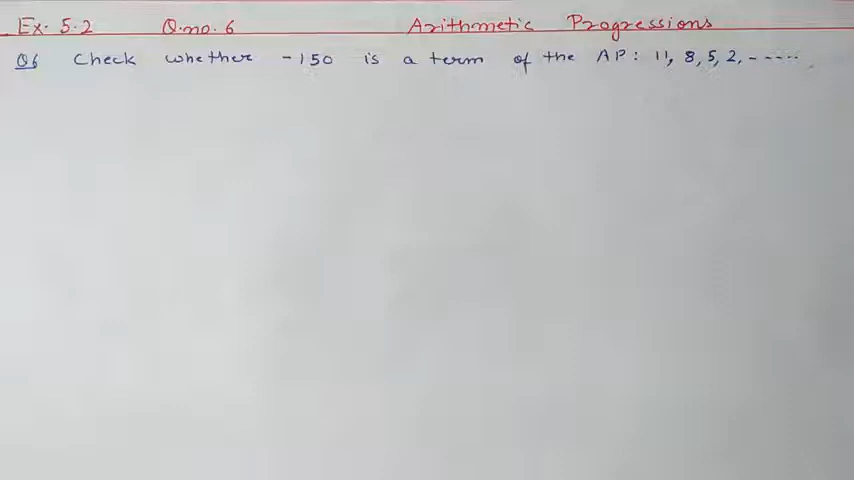 Ex. 5.2 Q.no. 6 Arithmetic Progressions
Q6 Check whether -150 is a term of the AP: 11, 8, 5, 2, ------